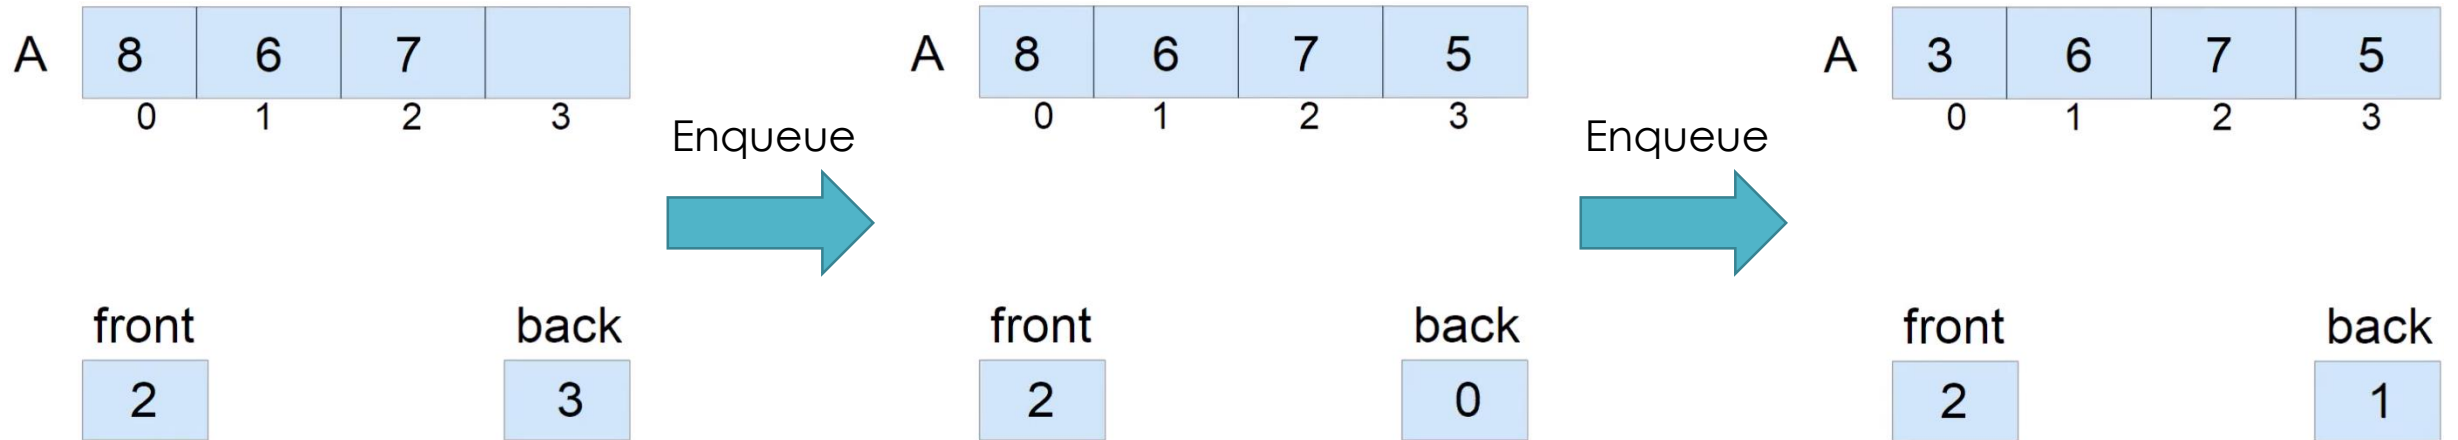 A 8 6 7
0 1 2 3
Enqueue
front back
2 3
A 8 6 7 5
0 1 2 3
Enqueue
front back
2 0
A 3 6 7 5
0 1 2 3
front back
2 1